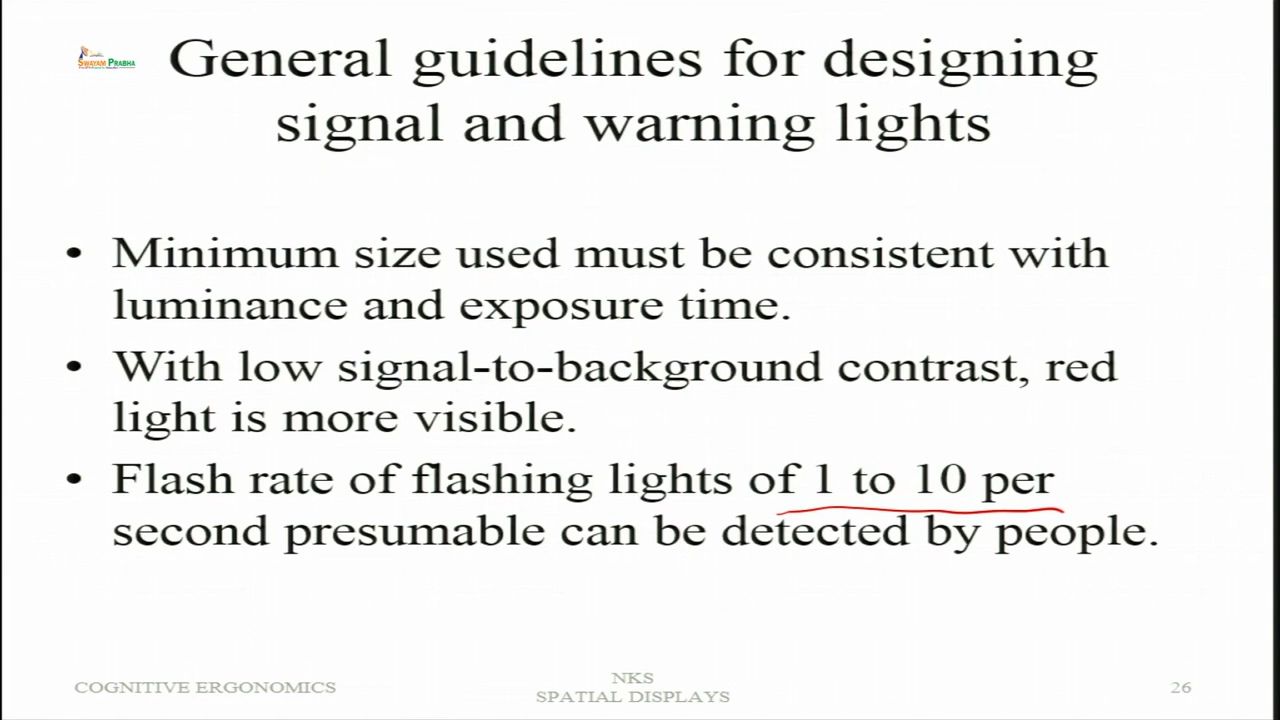 SWAYAM PRABHA
General guidelines for designing
signal and warning lights
• Minimum size used must be consistent with
luminance and exposure time.
• With low signal-to-background contrast, red
light is more visible.
• Flash rate of flashing lights of 1 to 10 per
second presumable can be detected by people.
COGNITIVE ERGONOMICS
NKS
SPATIAL DISPLAYS
26